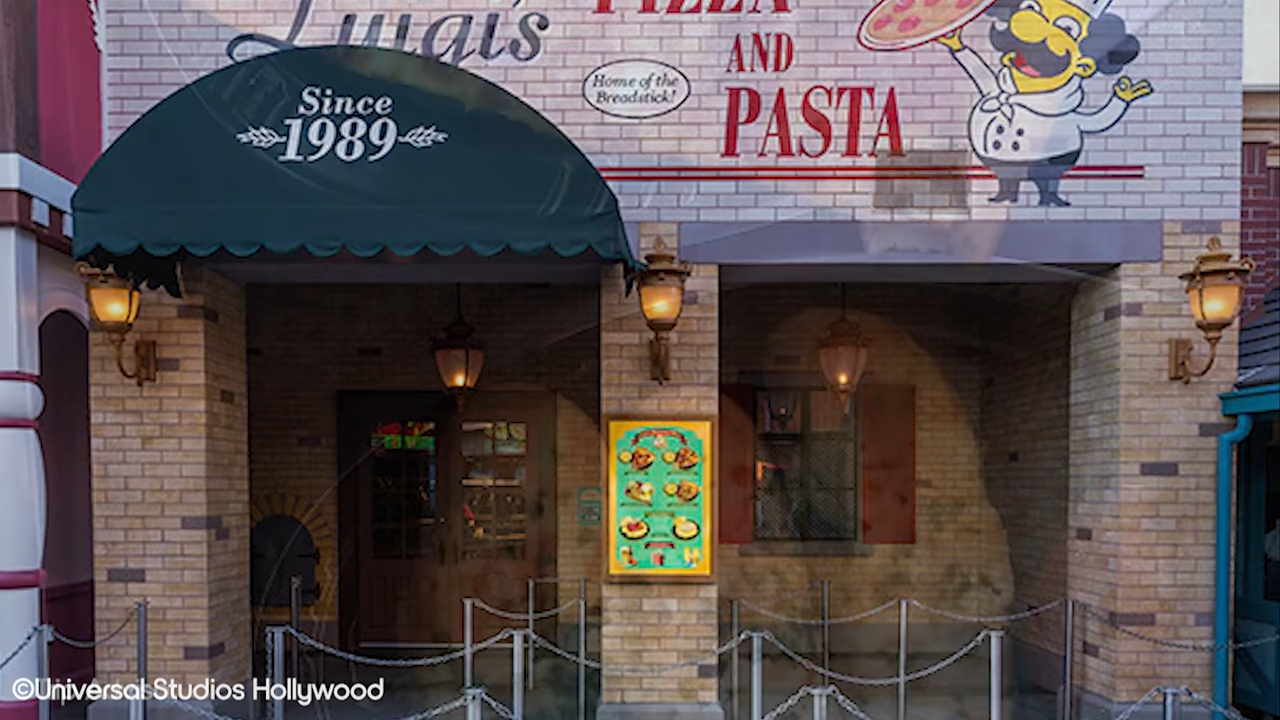 Luigi's
PIZZA
AND
PASTA
Home of the
Breadstick!
Since
1989
©Universal Studios Hollywood